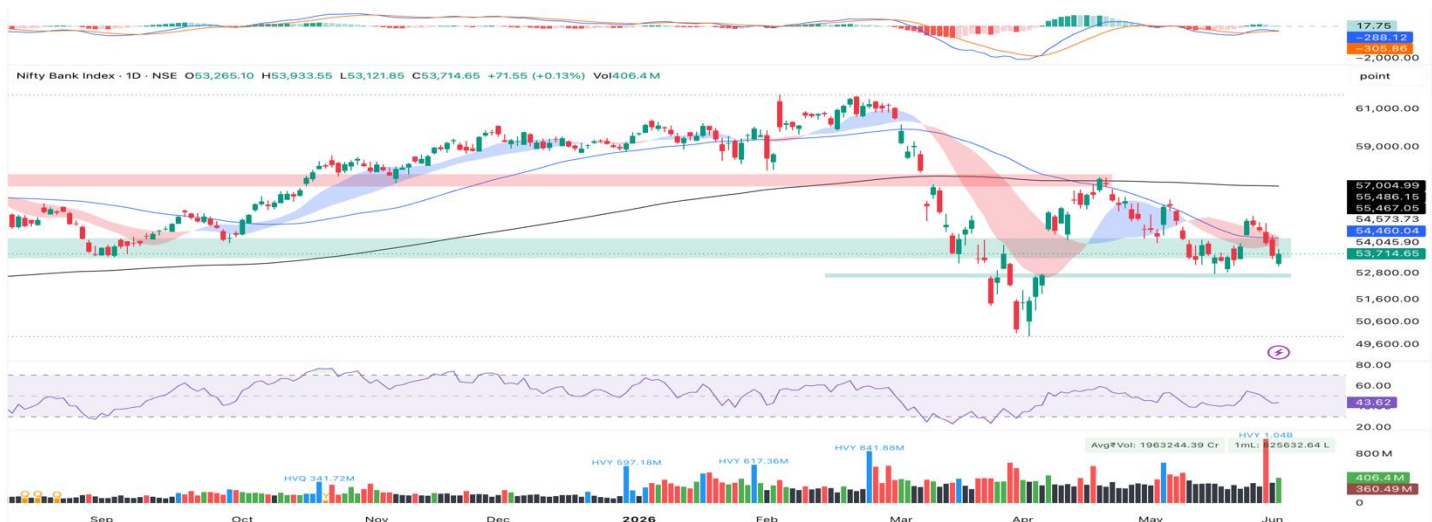 17.75
−288.12
−305.86
−2,000.00
Nifty Bank Index · 1D · NSE O53,265.10 H53,933.55 L53,121.85 C53,714.65 +71.55 (+0.13%) Vol406.4 M
point
61,000.00
59,000.00
57,004.99
55,486.15
55,467.05
54,573.73
54,460.04
54,045.90
53,714.65
52,800.00
51,600.00
50,600.00
49,600.00
80.00
60.00
43.62
20.00
HVY 1.04B
Avg₹Vol: 1963244.39 Cr
1mL: 825632.64 L
HVY 841.88M
HVY 617.36M
HVY 597.18M
HVQ 341.72M
800 M
406.4 M
360.49 M
0
Sep Oct Nov Dec 2026 Feb Mar Apr May Jun